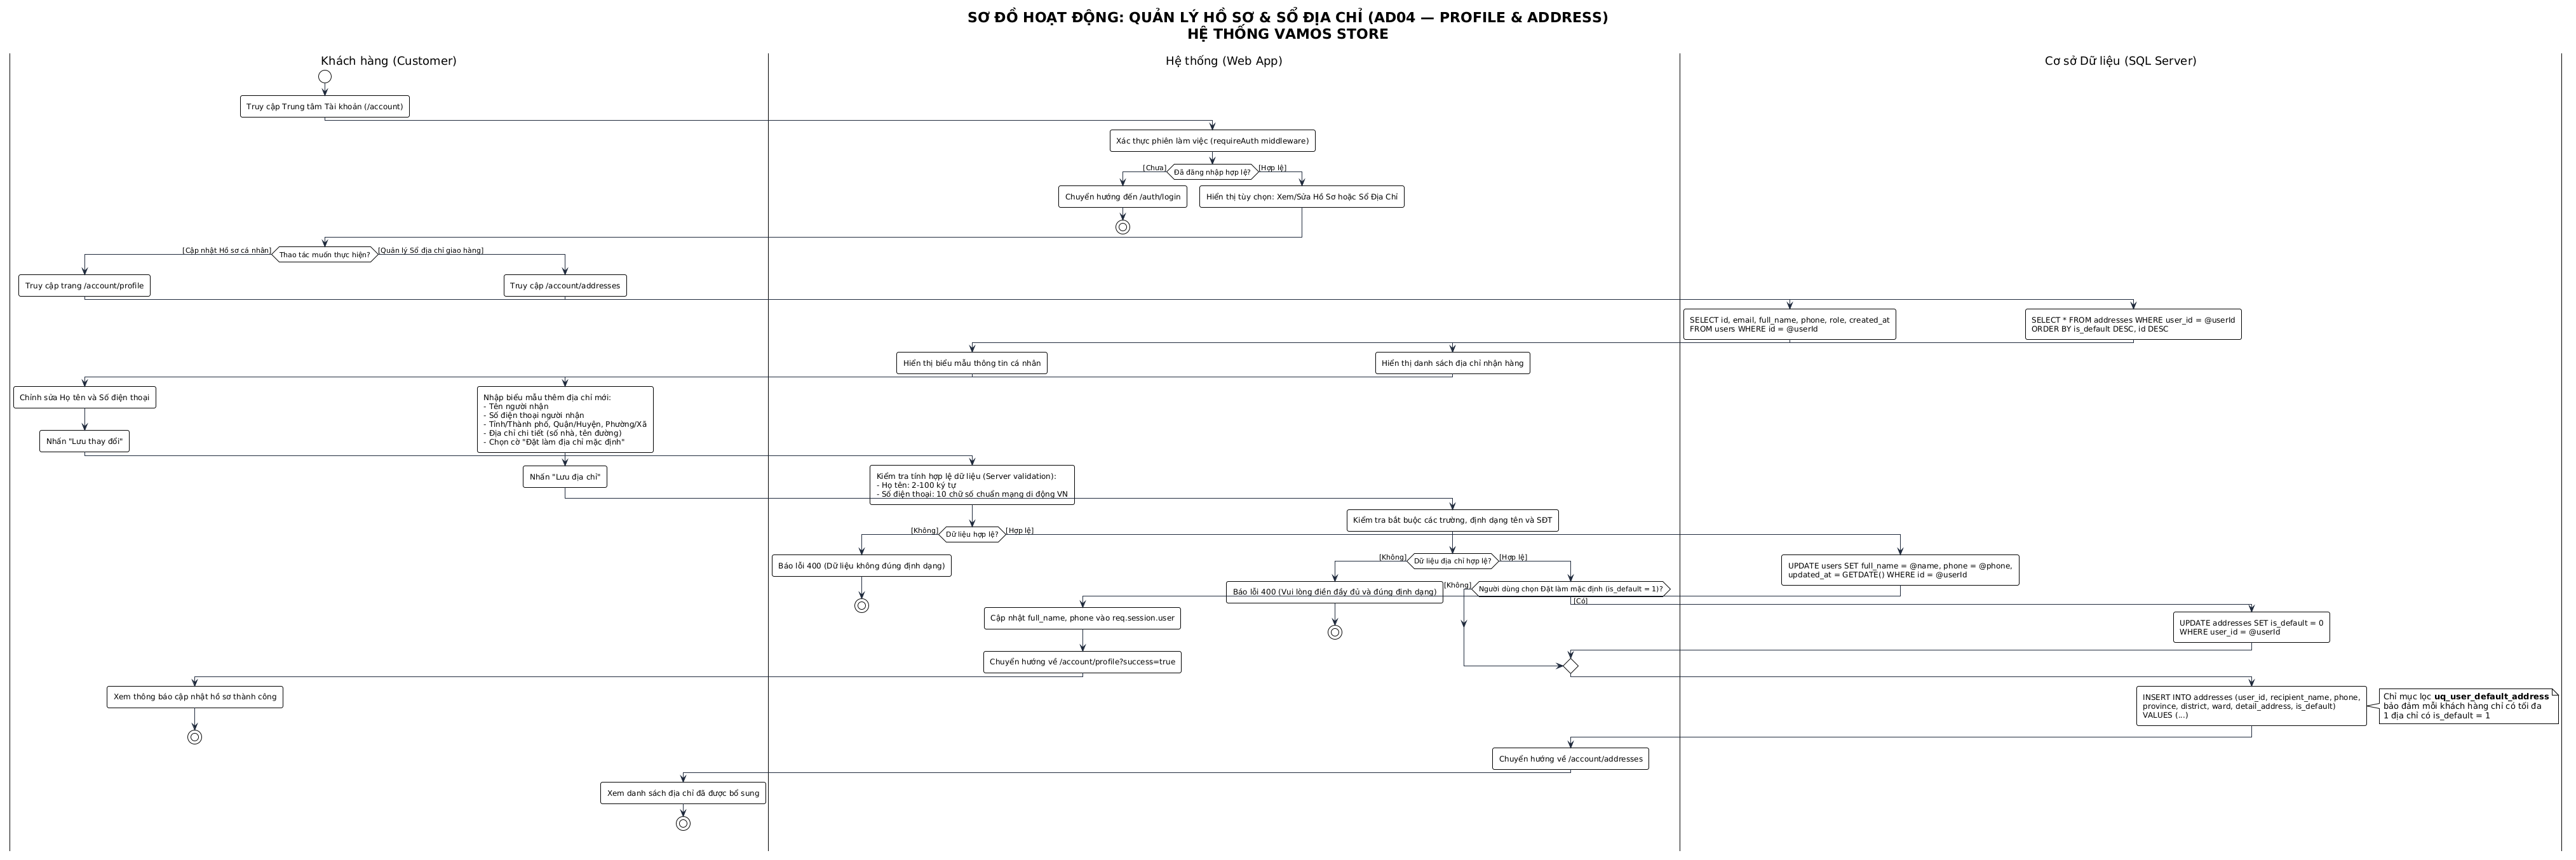 SƠ ĐỒ HOẠT ĐỘNG: QUẢN LÝ HỒ SƠ & SỔ ĐỊA CHỈ (AD04 — PROFILE & ADDRESS)
HỆ THỐNG VAMOS STORE
Khách hàng (Customer)
Hệ thống (Web App)
Cơ sở Dữ liệu (SQL Server)
Truy cập Trung tâm Tài khoản (/account)
Xác thực phiên làm việc (requireAuth middleware)
[Chưa]
Đã đăng nhập hợp lệ?
[Hợp lệ]
Chuyển hướng đến /auth/login
Hiển thị tùy chọn: Xem/Sửa Hồ Sơ hoặc Sổ Địa Chỉ
[Cập nhật Hồ sơ cá nhân]
Thao tác muốn thực hiện?
[Quản lý Sổ địa chỉ giao hàng]
Truy cập trang /account/profile
Truy cập /account/addresses
SELECT id, email, full_name, phone, role, created_at
FROM users WHERE id = @userId
SELECT * FROM addresses WHERE user_id = @userId
ORDER BY is_default DESC, id DESC
Hiển thị biểu mẫu thông tin cá nhân
Hiển thị danh sách địa chỉ nhận hàng
Chỉnh sửa Họ tên và Số điện thoại
Nhập biểu mẫu thêm địa chỉ mới:
- Tên người nhận
- Số điện thoại người nhận
- Tỉnh/Thành phố, Quận/Huyện, Phường/Xã
- Địa chỉ chi tiết (số nhà, tên đường)
- Chọn cờ "Đặt làm địa chỉ mặc định"
Nhấn "Lưu thay đổi"
Nhấn "Lưu địa chỉ"
Kiểm tra tính hợp lệ dữ liệu (Server validation):
- Họ tên: 2-100 ký tự
- Số điện thoại: 10 chữ số chuẩn mạng di động VN
Kiểm tra bắt buộc các trường, định dạng tên và SĐT
[Không]
Dữ liệu hợp lệ?
[Hợp lệ]
Báo lỗi 400 (Dữ liệu không đúng định dạng)
[Không]
Dữ liệu địa chỉ hợp lệ?
[Hợp lệ]
UPDATE users SET full_name = @name, phone = @phone,
updated_at = GETDATE() WHERE id = @userId
Báo lỗi 400 (Vui lòng điền đầy đủ và đúng định dạng)
[Không]
Người dùng chọn Đặt làm mặc định (is_default = 1)?
[Có]
Cập nhật full_name, phone vào req.session.user
UPDATE addresses SET is_default = 0
WHERE user_id = @userId
Chuyển hướng về /account/profile?success=true
Xem thông báo cập nhật hồ sơ thành công
INSERT INTO addresses (user_id, recipient_name, phone,
province, district, ward, detail_address, is_default)
VALUES (...)
Chỉ mục lọc uq_user_default_address
bảo đảm mỗi khách hàng chỉ có tối đa
1 địa chỉ có is_default = 1
Chuyển hướng về /account/addresses
Xem danh sách địa chỉ đã được bổ sung